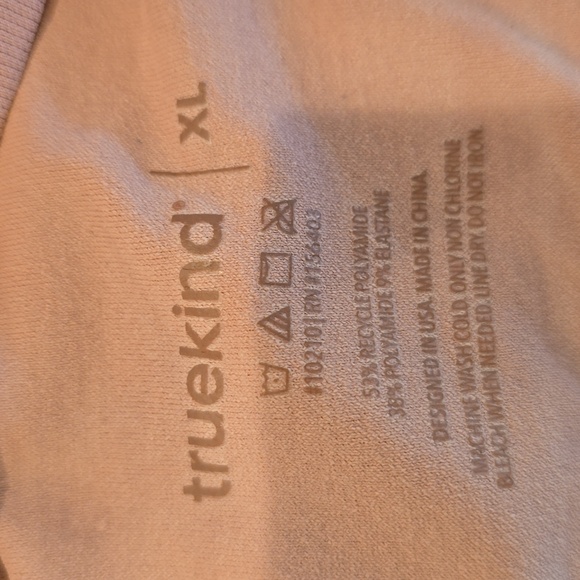 truekind® | XL
#10210 | RN #156403
53% RECYCLE POLYAMIDE
38% POLYAMIDE 9% ELASTANE
DESIGNED IN USA. MADE IN CHINA.
MACHINE WASH COLD. ONLY NON CHLORINE
BLEACH WHEN NEEDED. LINE DRY. DO NOT IRON.